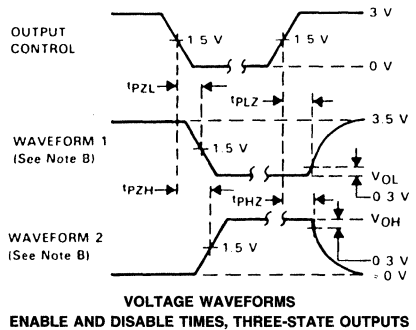 OUTPUT
CONTROL
1 5 V
1 5 V
3 V
0 V
tPZL
tPLZ
WAVEFORM 1
(See Note B)
1.5 V
3.5 V
VOL
0 3 V
tPZH
tPHZ
WAVEFORM 2
(See Note B)
1.5 V
VOH
0 3 V
≈0 V
VOLTAGE WAVEFORMS
ENABLE AND DISABLE TIMES, THREE-STATE OUTPUTS